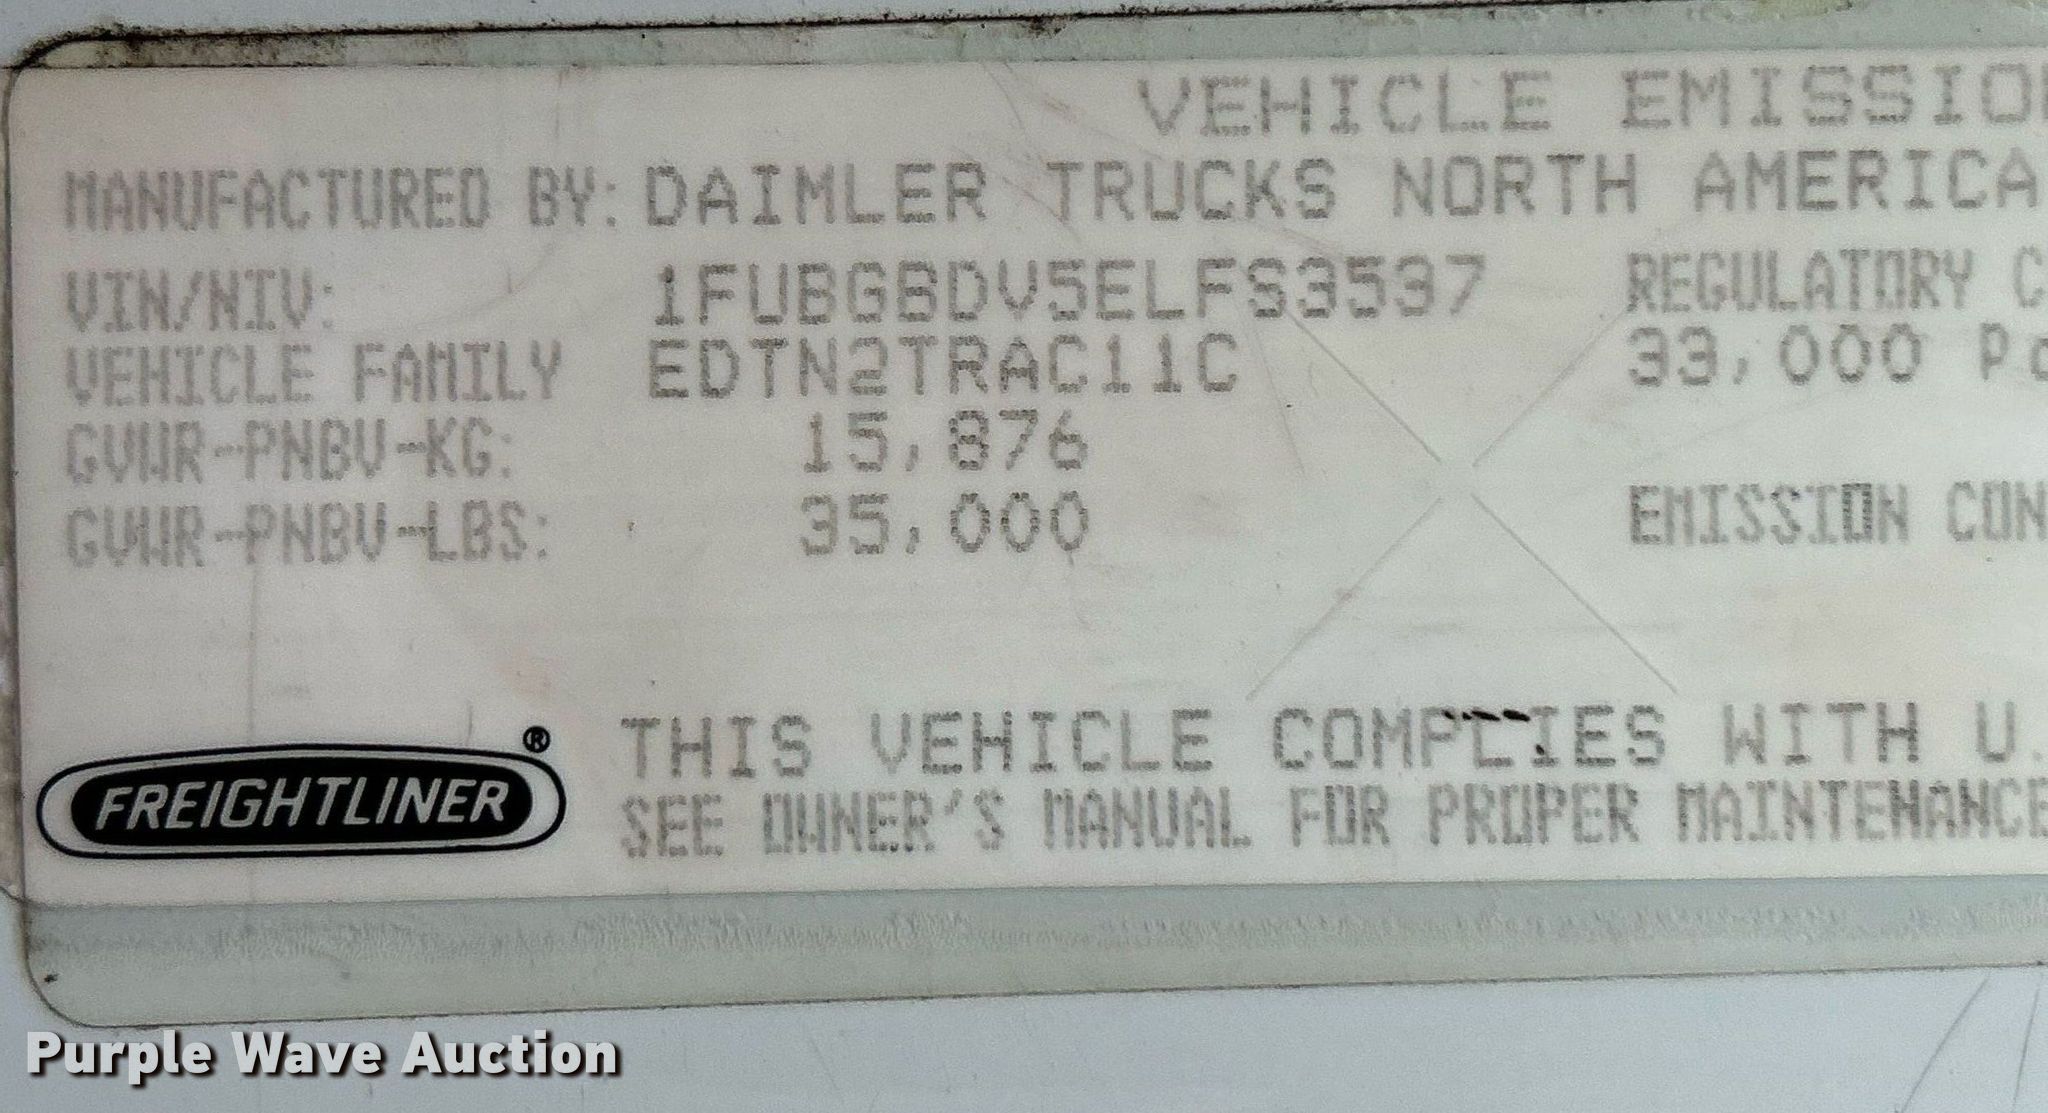 VEHICLE EMISSIO
MANUFACTURED BY: DAIMLER TRUCKS NORTH AMERICA
VIN/NIV: 1FUBGBDV5ELFS3537 REGULATORY C
VEHICLE FAMILY EDTN2TRAC11C 33,000 Po
GVWR-PNBV-KG: 15,876
GVWR-PNBV-LBS: 35,000 EMISSION CON
THIS VEHICLE COMPLIES WITH U.
SEE OWNER'S MANUAL FOR PROPER MAINTENANCE
FREIGHTLINER®
Purple Wave Auction